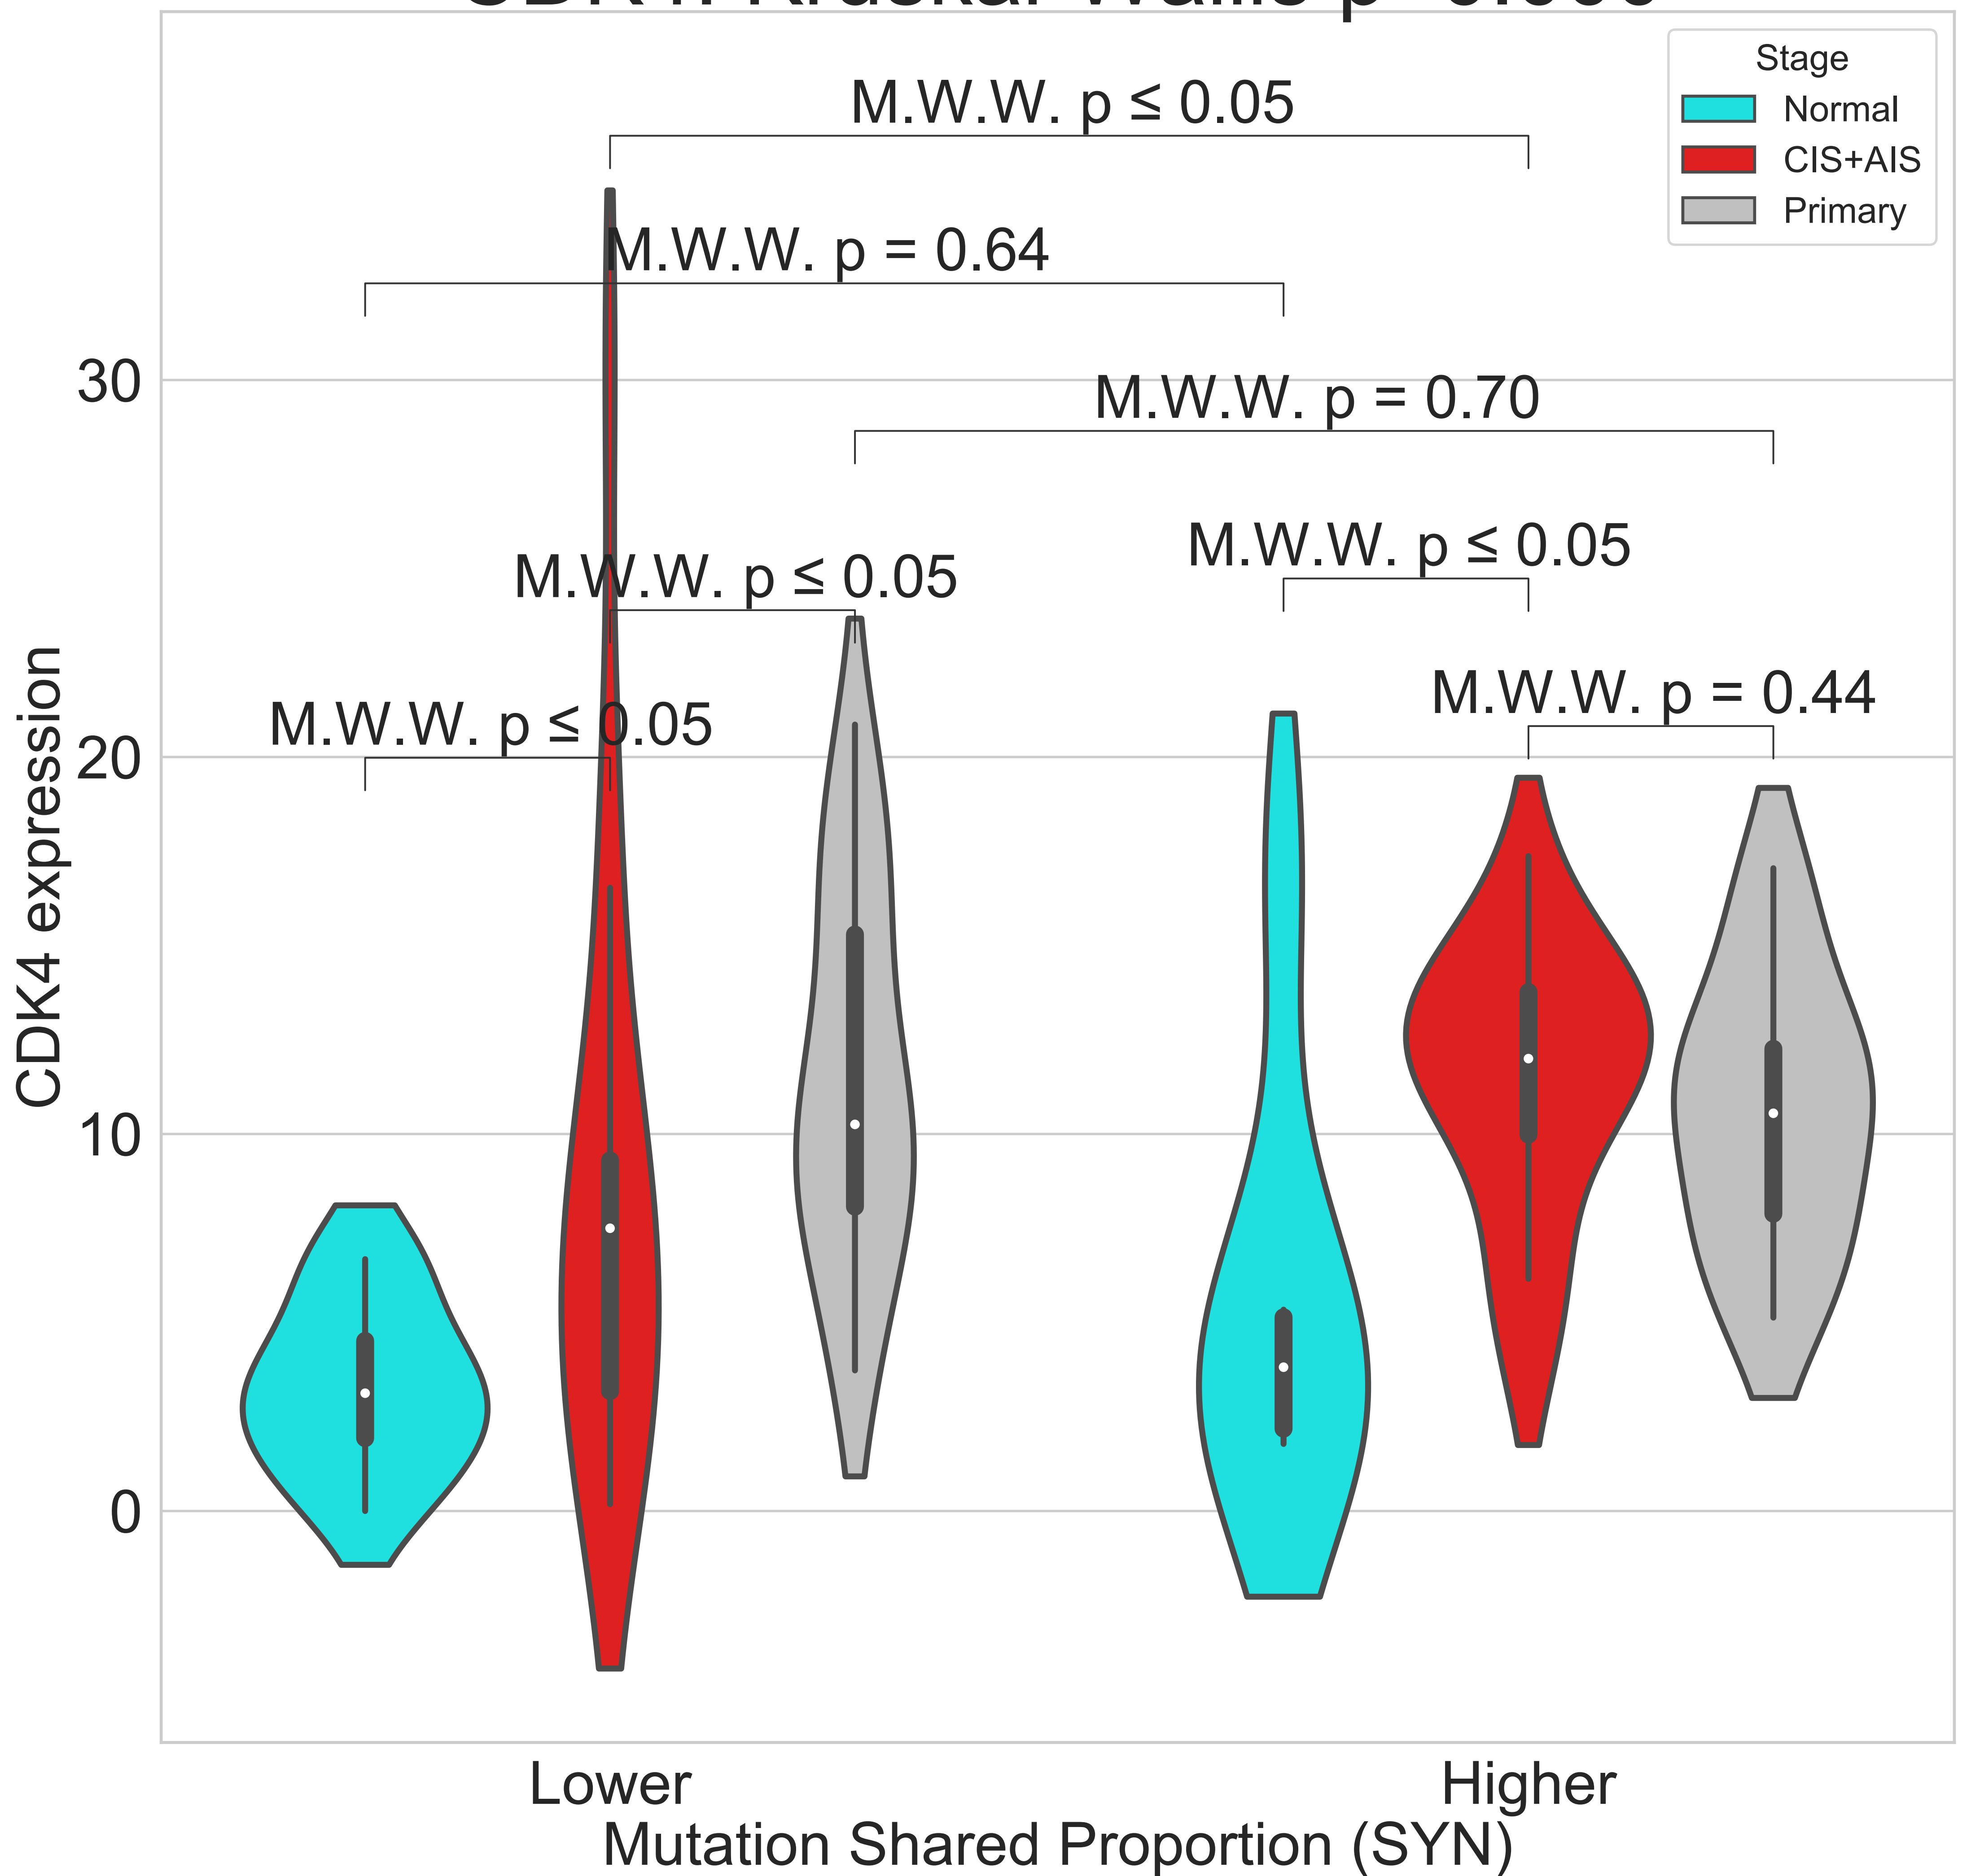 Stage
Normal
CIS+AIS
Primary
M.W.W. p ≤ 0.05
M.W.W. p = 0.64
M.W.W. p = 0.70
M.W.W. p ≤ 0.05
M.W.W. p ≤ 0.05
M.W.W. p = 0.44
M.W.W. p ≤ 0.05
30
20
10
0
CDK4 expression
Lower
Higher
Mutation Shared Proportion (SYN)